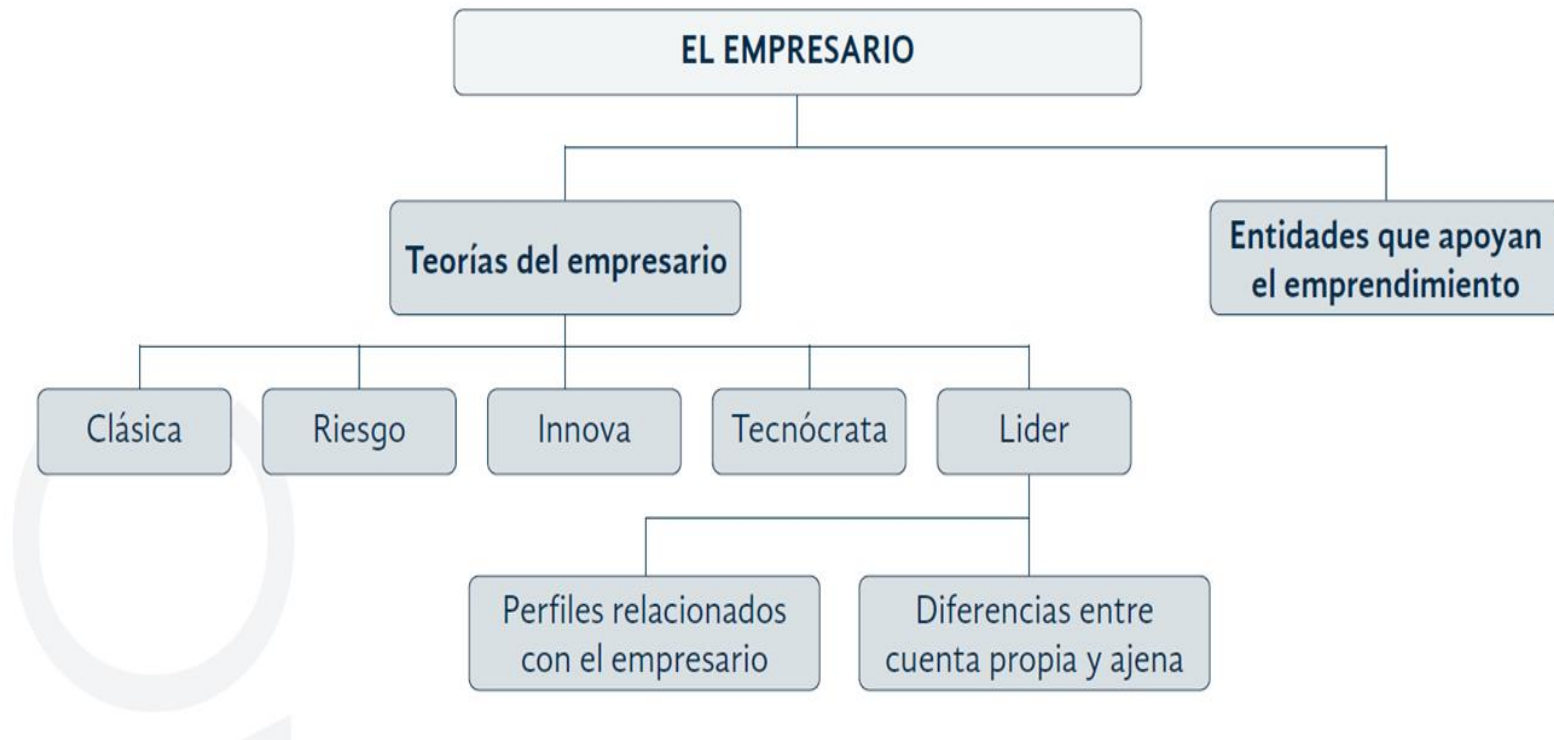 EL EMPRESARIO
Teorías del empresario
Entidades que apoyan
el emprendimiento
Clásica
Riesgo
Innova
Tecnócrata
Lider
Perfiles relacionados
con el empresario
Diferencias entre
cuenta propia y ajena